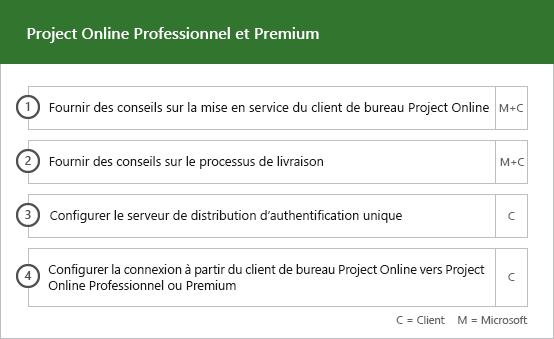 Project Online Professionnel et Premium
1 Fournir des conseils sur la mise en service du client de bureau Project Online M+C
2 Fournir des conseils sur le processus de livraison M+C
3 Configurer le serveur de distribution d’authentification unique C
4 Configurer la connexion à partir du client de bureau Project Online vers Project
Online Professionnel ou Premium C
C = Client M = Microsoft